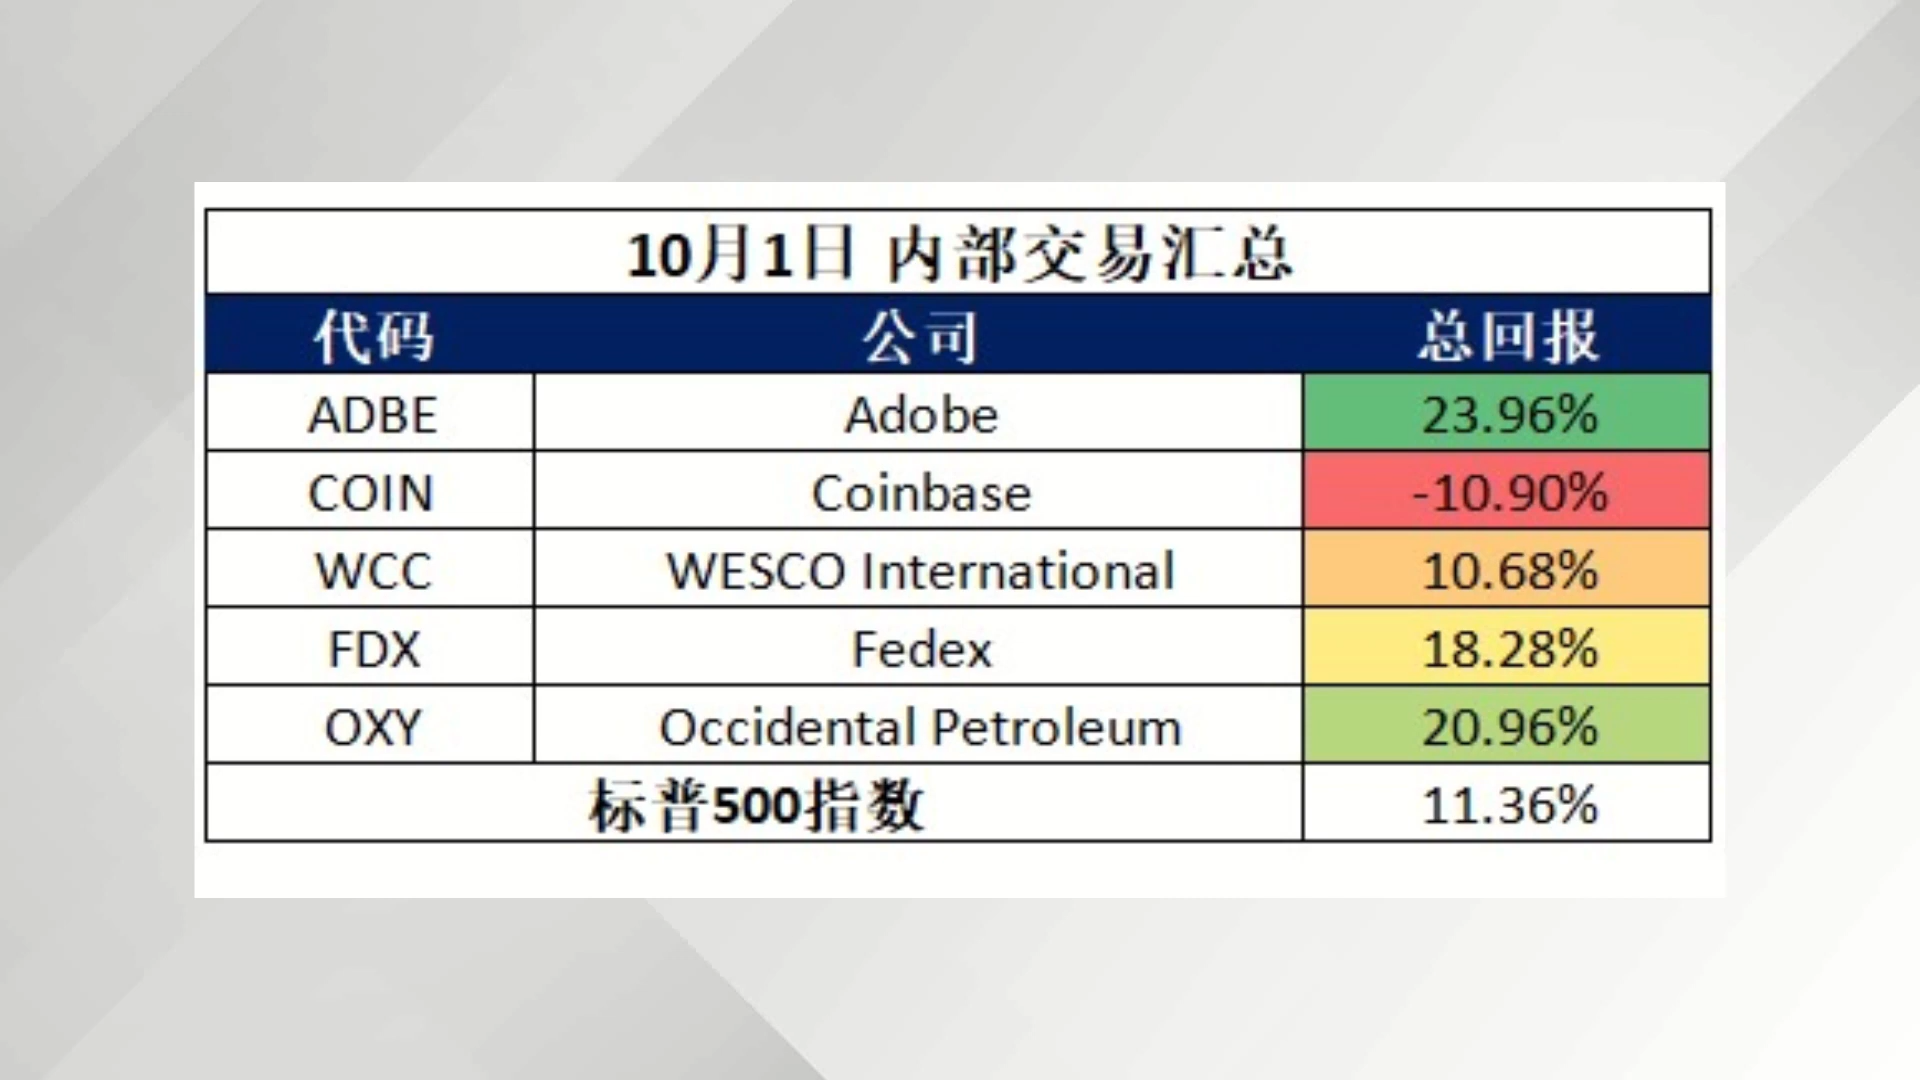 10月1日 内部交易汇总
代码 公司 总回报
ADBE Adobe 23.96%
COIN Coinbase -10.90%
WCC WESCO International 10.68%
FDX Fedex 18.28%
OXY Occidental Petroleum 20.96%
标普500指数 11.36%